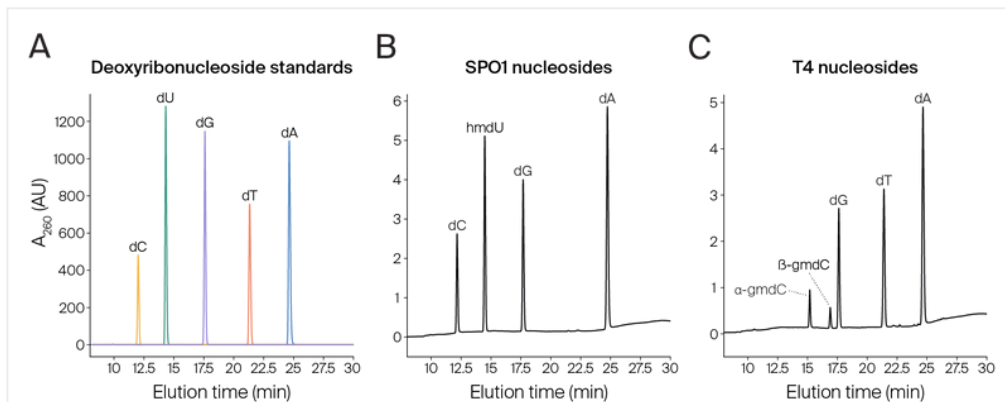 A
Deoxyribonucleoside standards
dU
dG
dA
dT
dC
A260 (AU)
1200
1000
800
600
400
200
0
10 12.5 15 17.5 20 22.5 25 27.5 30
Elution time (min)
B
SPO1 nucleosides
dA
hmdU
dG
dC
6
5
4
3
2
1
0
10 12.5 15 17.5 20 22.5 25 27.5 30
Elution time (min)
C
T4 nucleosides
dA
dT
dG
ß-gmdC
α-gmdC
5
4
3
2
1
0
10 12.5 15 17.5 20 22.5 25 27.5 30
Elution time (min)